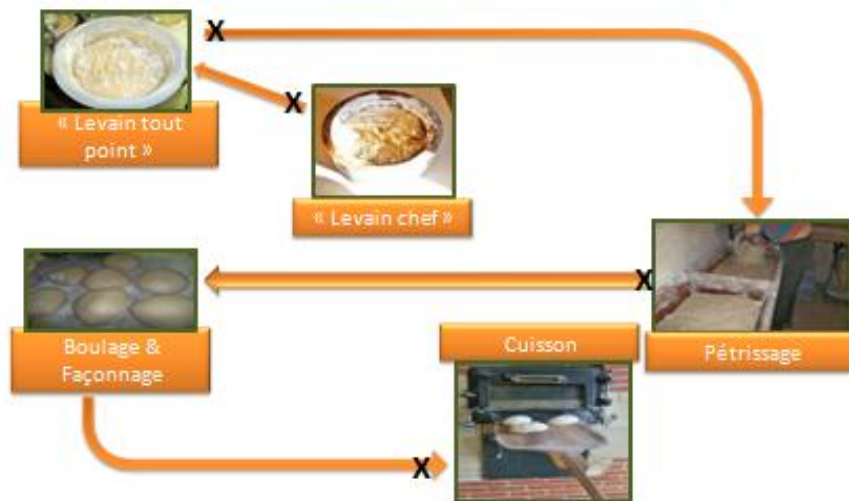 X
« Levain tout
point »
X
« Levain chef »
X
Boulage &
Façonnage
Cuisson
Pétrissage
X